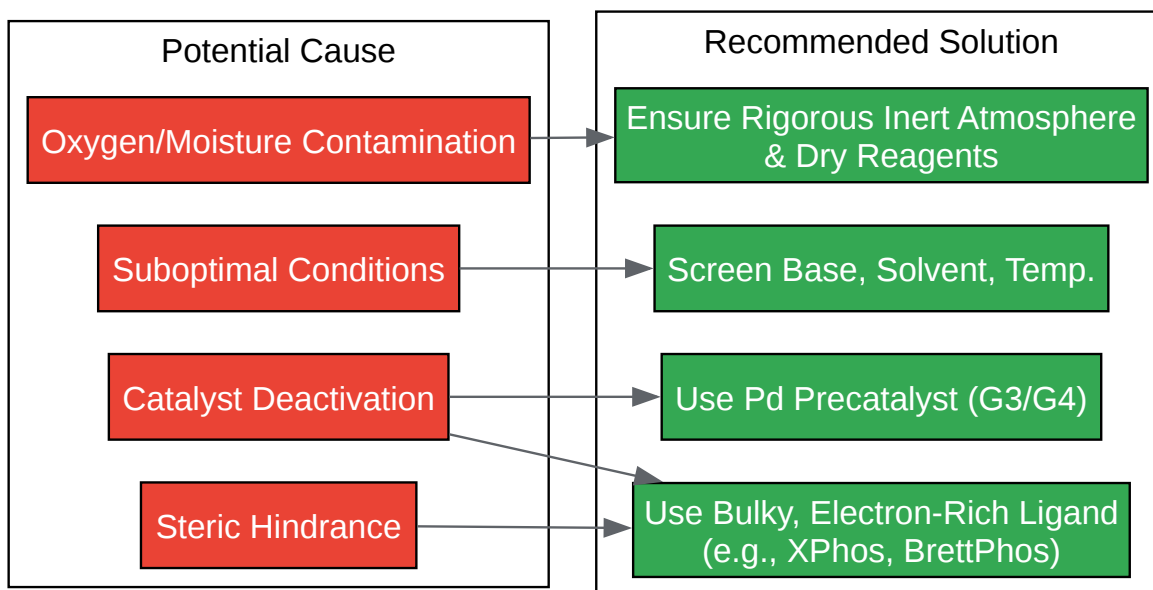 Potential Cause
Oxygen/Moisture Contamination
Suboptimal Conditions
Catalyst Deactivation
Steric Hindrance
Recommended Solution
Ensure Rigorous Inert Atmosphere
& Dry Reagents
Screen Base, Solvent, Temp.
Use Pd Precatalyst (G3/G4)
Use Bulky, Electron-Rich Ligand
(e.g., XPhos, BrettPhos)